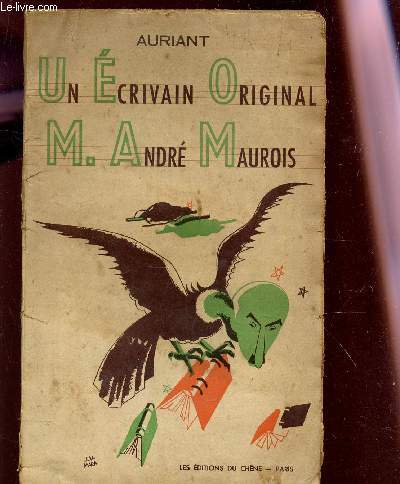 Le-livre.com
AURIANT
UN ÉCRIVAIN ORIGINAL
M. ANDRÉ MAUROIS
LES ÉDITIONS DU CHÊNE — PARIS